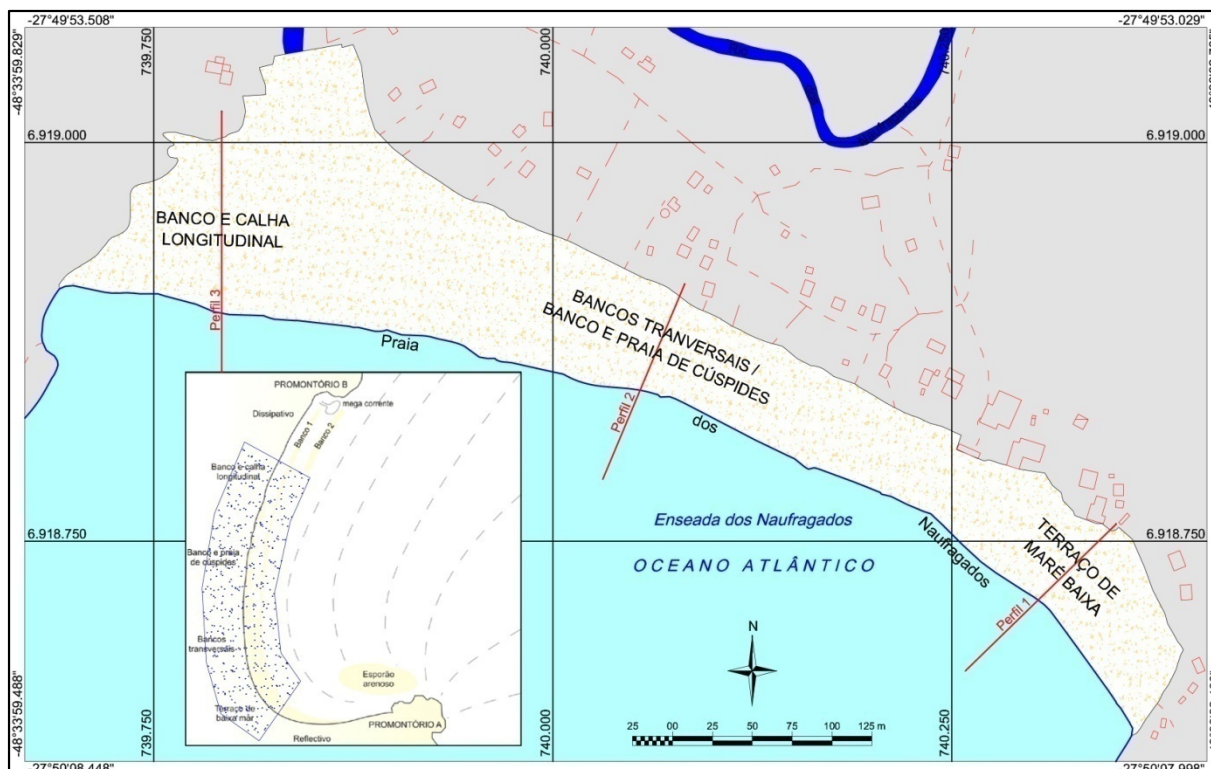 -27°49'53.508"
-27°49'53.029"
-48°33'59.829"
739.750
740.000
6.919.000
6.919.000
BANCO E CALHA
LONGITUDINAL
Perfil 3
Praia
BANCOS TRANVERSAIS /
BANCO E PRAIA DE CÚSPIDES
Perfil 2
dos
Naufragados
Enseada dos Naufragados
OCEANO ATLÂNTICO
6.918.750
6.918.750
TERRAÇO DE
MARÉ BAIXA
Perfil 1
PROMONTÓRIO B
mega corrente
Dissipativo
Banco 1
Banco 2
Banco e calha
longitudinal
Banco e praia
de cúspides
Bancos
transversais
Terraço de
baixa mar
Esporão
arenoso
PROMONTÓRIO A
Reflectivo
N
25 00 25 50 75 100 125 m
-48°33'59.488"
739.750
740.000
740.250
-27°50'08.448"
-27°50'07.998"